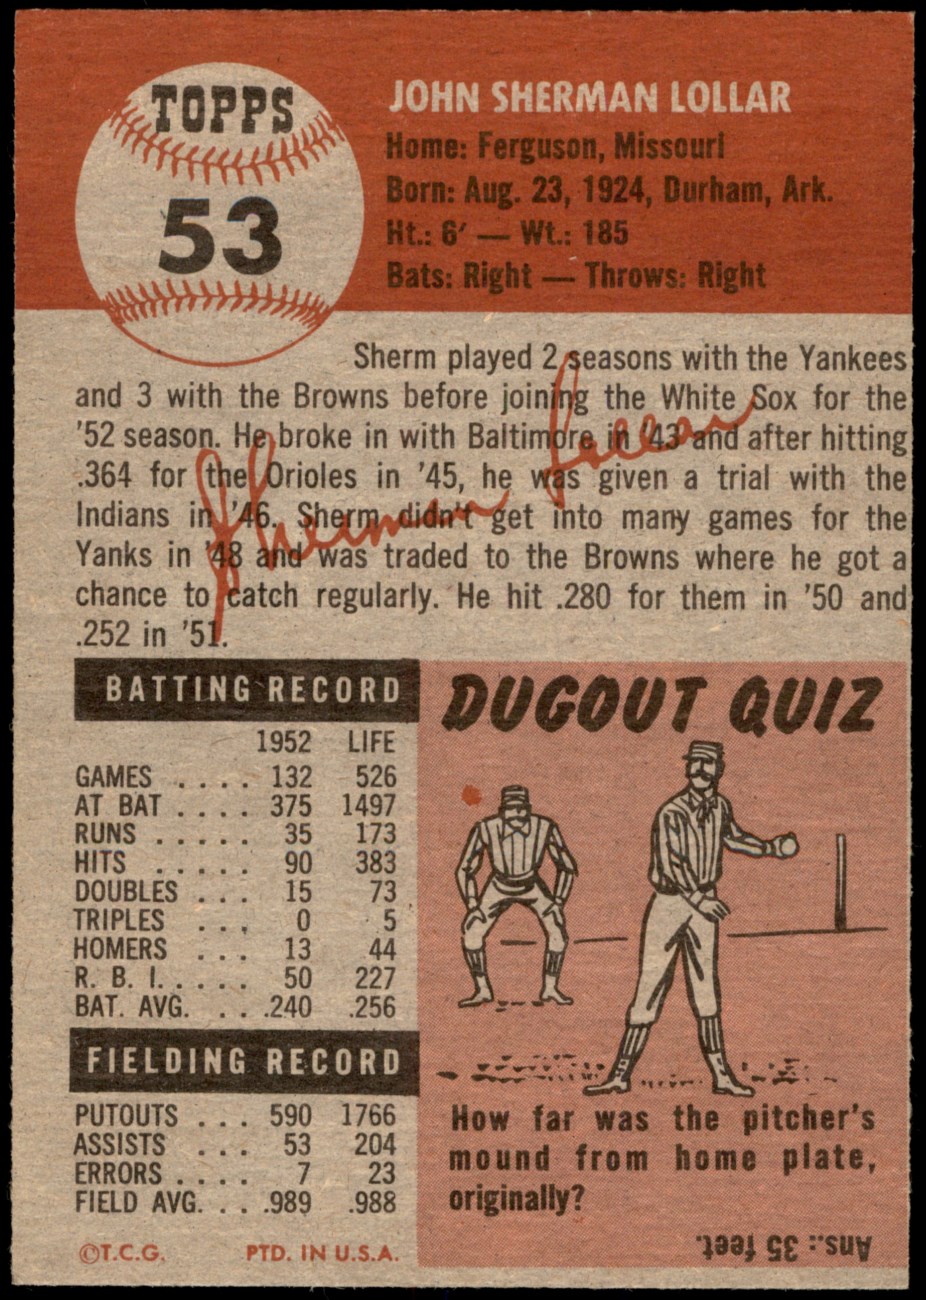 TOPPS
53
JOHN SHERMAN LOLLAR
Home: Ferguson, Missouri
Born: Aug. 23, 1924, Durham, Ark.
Ht.: 6′ — Wt.: 185
Bats: Right — Throws: Right
Sherm played 2 seasons with the Yankees
and 3 with the Browns before joining the White Sox for the
'52 season. He broke in with Baltimore in '43 and after hitting
.364 for the Orioles in '45, he was given a trial with the
Indians in '46. Sherm didn't get into many games for the
Yanks in '48 and was traded to the Browns where he got a
chance to catch regularly. He hit .280 for them in '50 and
.252 in '51.
Sherman Lollar
BATTING RECORD
1952 LIFE
GAMES . . . . 132 526
AT BAT . . . . 375 1497
RUNS . . . . . 35 173
HITS . . . . . 90 383
DOUBLES . . . 15 73
TRIPLES . . . 0 5
HOMERS . . . 13 44
R. B. I. . . . . 50 227
BAT. AVG. . . . .240 .256
FIELDING RECORD
PUTOUTS . . . 590 1766
ASSISTS . . . 53 204
ERRORS . . . . 7 23
FIELD AVG. . . .989 .988
©T.C.G. PTD. IN U.S.A.
DUGOUT QUIZ
How far was the pitcher's
mound from home plate,
originally?
Ans.: 35 feet.